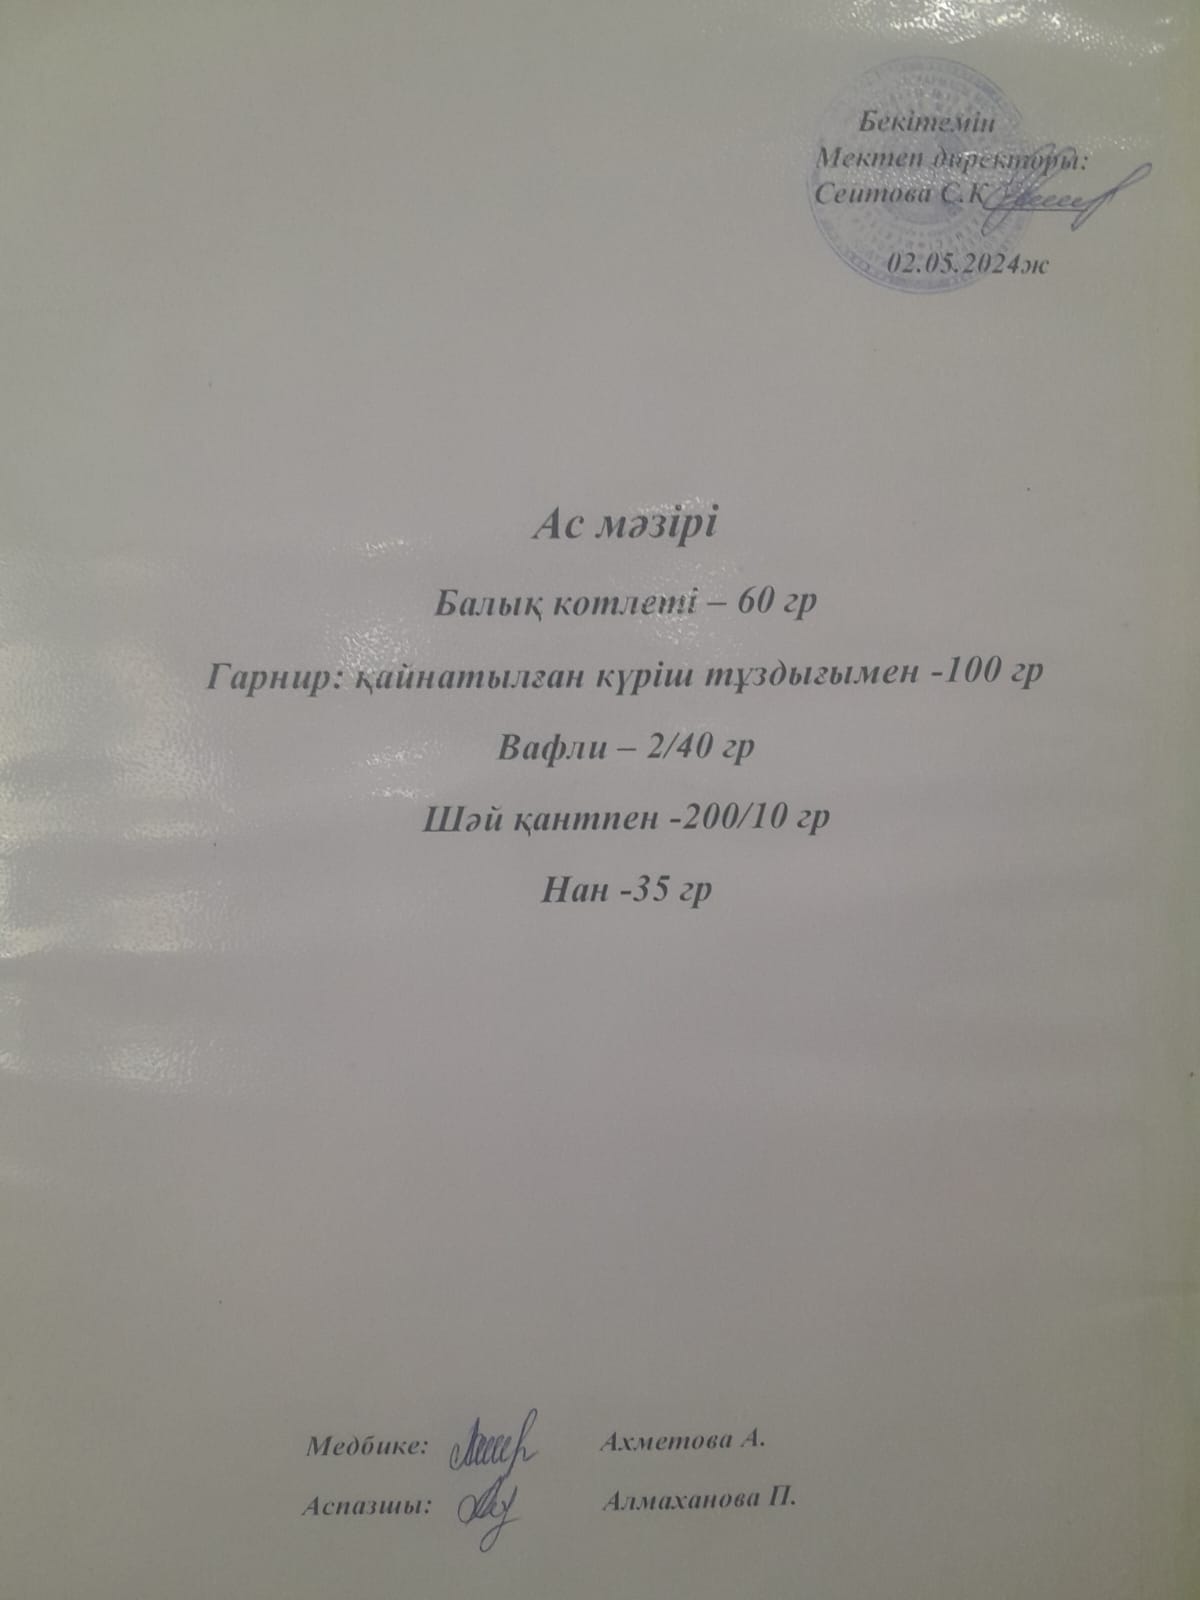 Бекітемін
Мектеп директоры:
Сеитова С.К
02.05.2024ж
Ас мәзірі
Балық котлеті – 60 гр
Гарнир: қайнатылған күріш тұздығымен -100 гр
Вафли – 2/40 гр
Шәй қантпен -200/10 гр
Нан -35 гр
Медбике: Ахметова А.
Аспазшы: Алмаханова П.